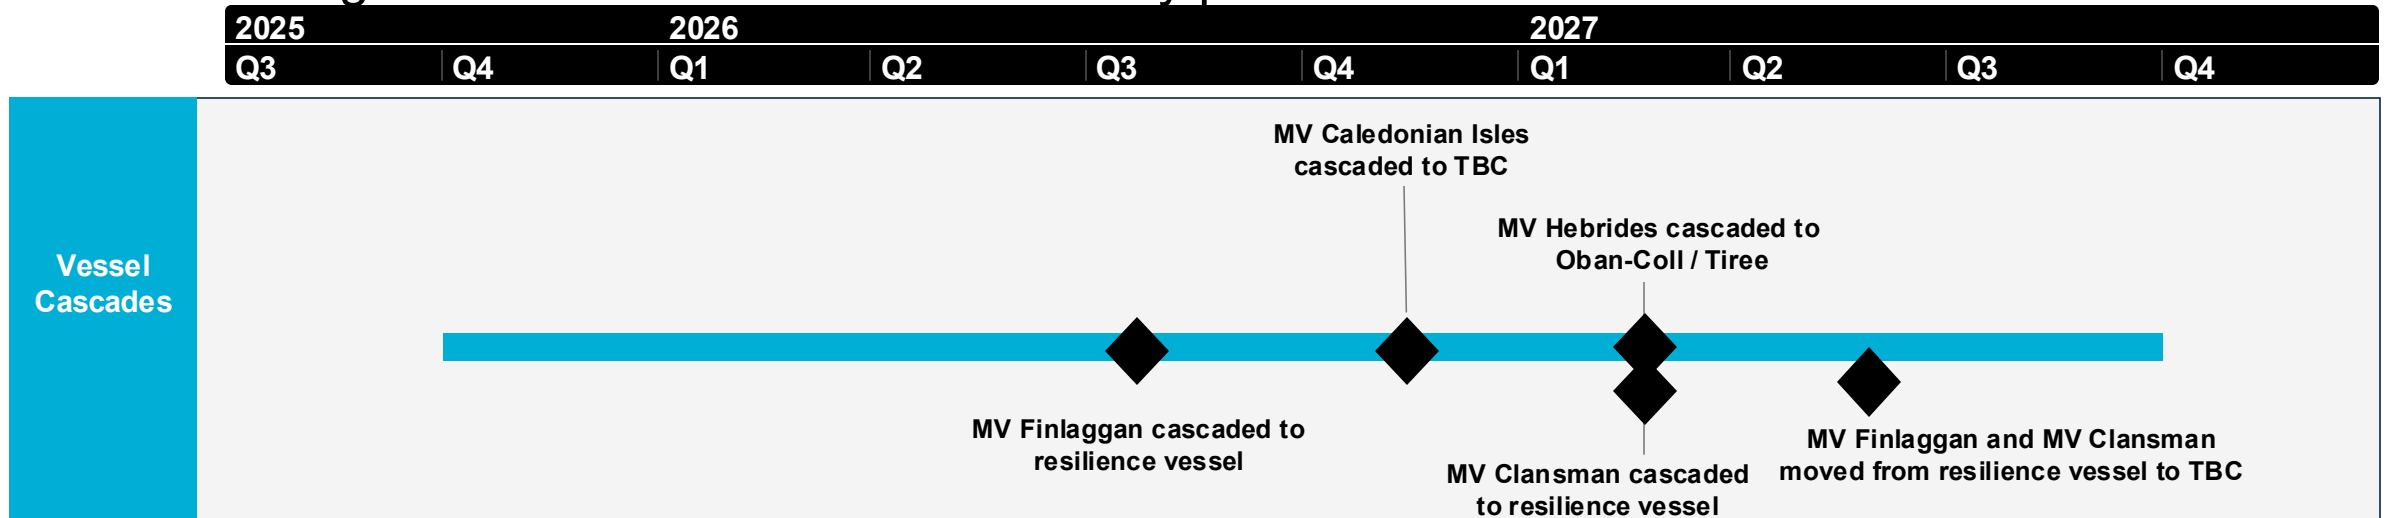 2025 2026 2027
Q3 Q4 Q1 Q2 Q3 Q4 Q1 Q2 Q3 Q4
Vessel
Cascades
MV Caledonian Isles
cascaded to TBC
MV Hebrides cascaded to
Oban-Coll / Tiree
MV Finlaggan cascaded to
resilience vessel
MV Clansman cascaded
to resilience vessel
MV Finlaggan and MV Clansman
moved from resilience vessel to TBC